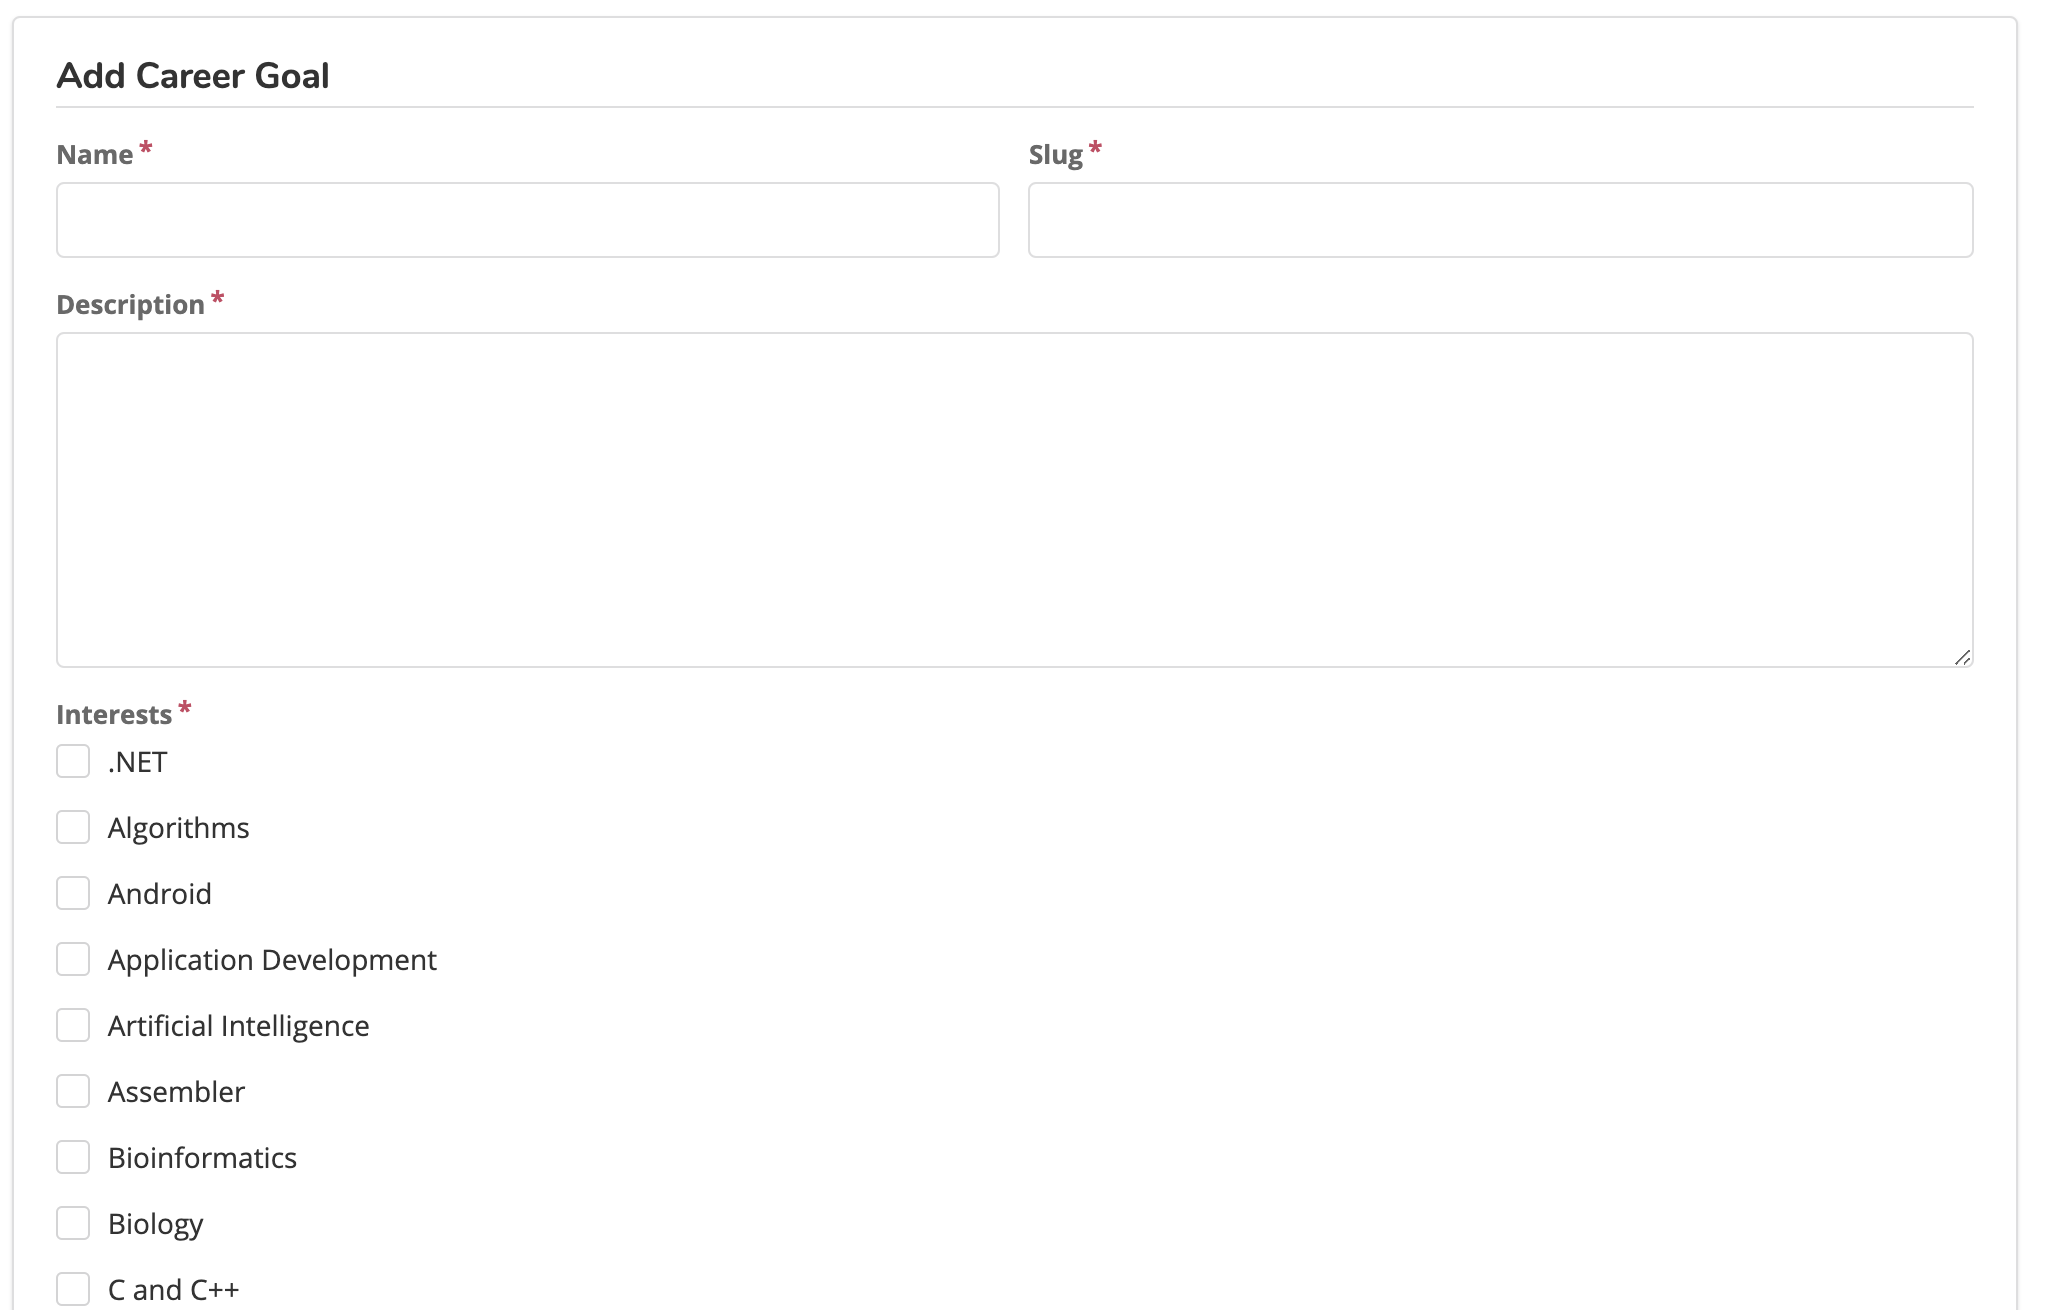 Add Career Goal
Name * Slug *
Description *
Interests *
.NET
Algorithms
Android
Application Development
Artificial Intelligence
Assembler
Bioinformatics
Biology
C and C++